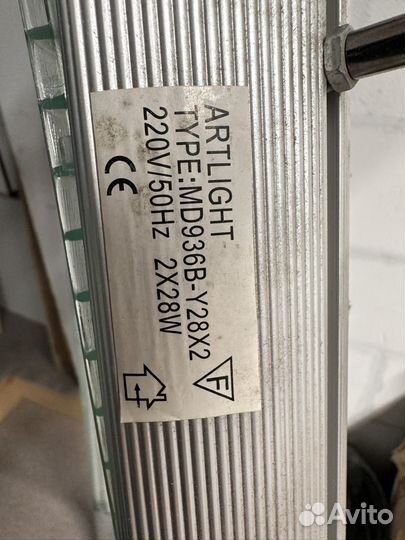 ARTLIGHT
TYPE:MD936B-Y28X2
220V/50Hz 2X28W
CE
F
Avito